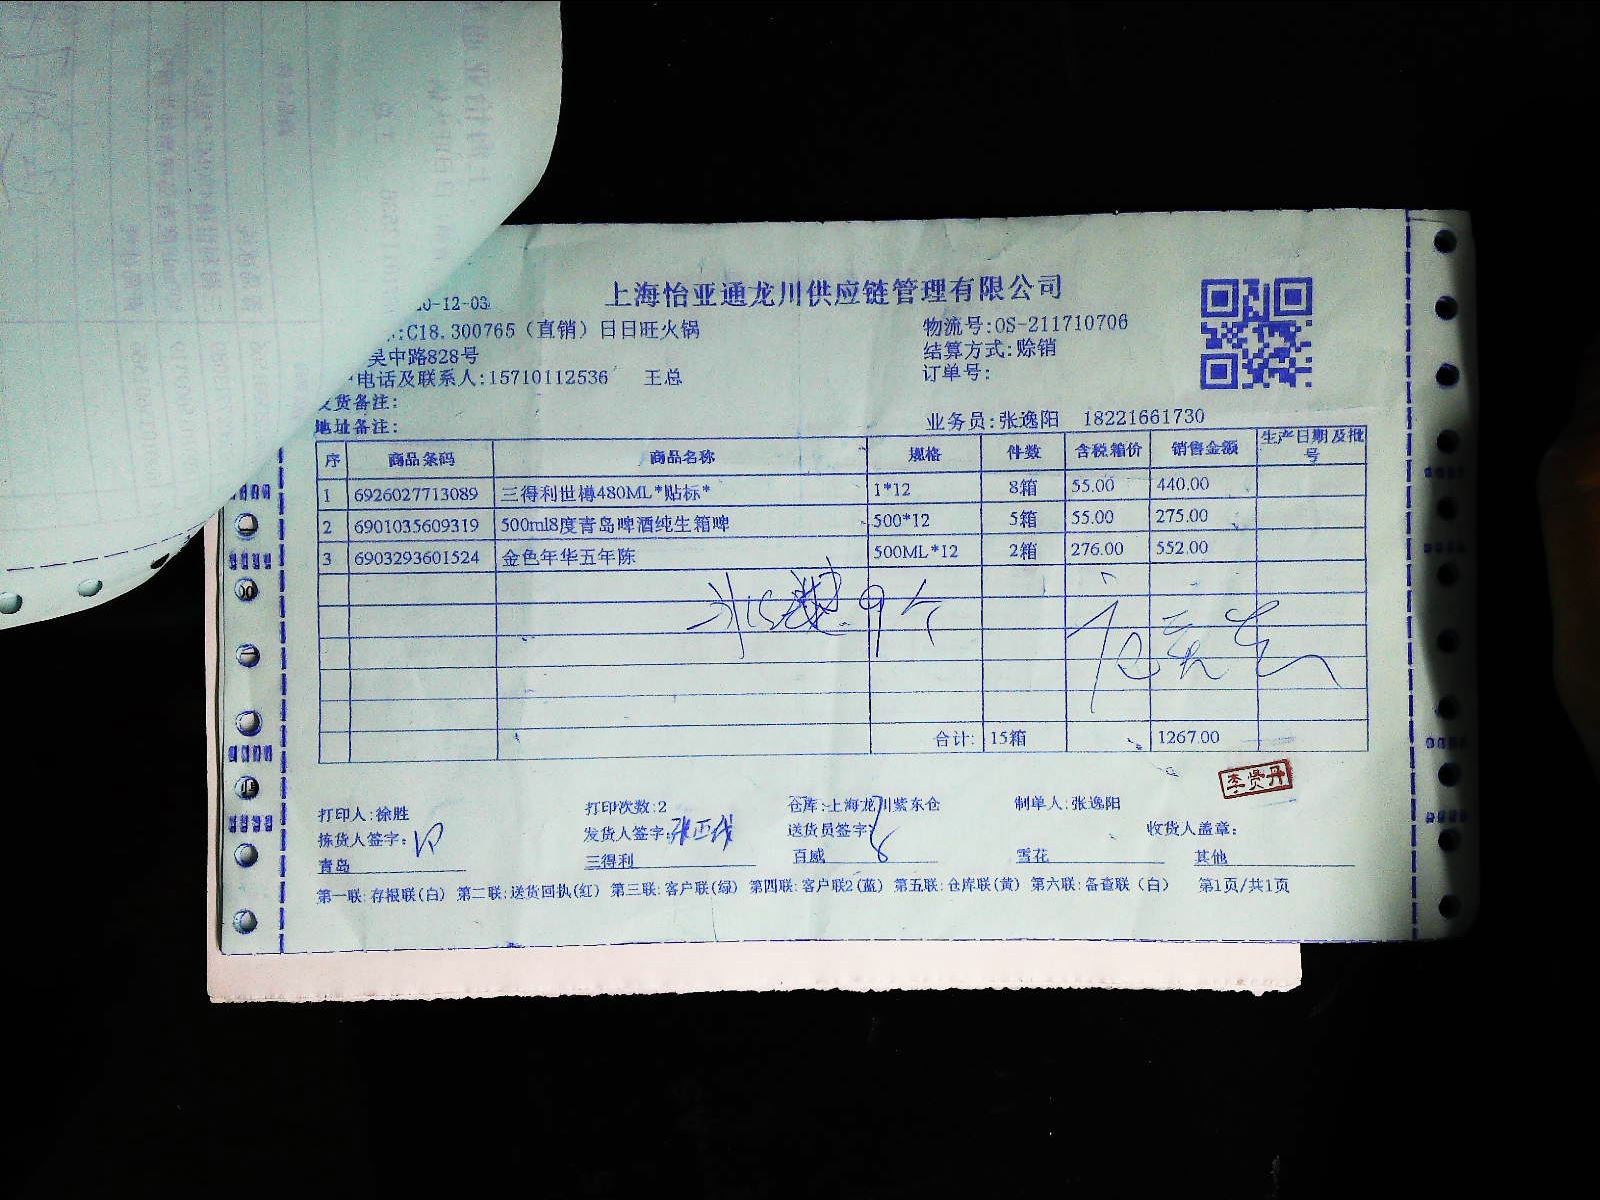 上海怡亚通龙川供应链管理有限公司
0-12-03
:C18.300765（直销）日日旺火锅
物流号:OS-211710706
吴中路828号
结算方式:赊销
电话及联系人:15710112536 王总
订单号:
发货备注:
地址备注:
业务员:张逸阳 18221661730
序 商品条码 商品名称 规格 件数 含税箱价 销售金额 生产日期及批号
1 6926027713089 三得利世樽480ML*贴标* 1*12 8箱 55.00 440.00
2 6901035609319 500ml8度青岛啤酒纯生箱啤 500*12 5箱 55.00 275.00
3 6903293601524 金色年华五年陈 500ML*12 2箱 276.00 552.00
合计: 15箱 1267.00
李贤丹
打印人:徐胜 打印次数:2 仓库:上海龙川紫东仓 制单人:张逸阳
拣货人签字: 发货人签字: 送货员签字: 收货人盖章:
青岛 三得利 百威 雪花 其他
第一联:存根联(白) 第二联:送货回执(红) 第三联:客户联(绿) 第四联:客户联2(蓝) 第五联:仓库联(黄) 第六联:备查联（白） 第1页/共1页